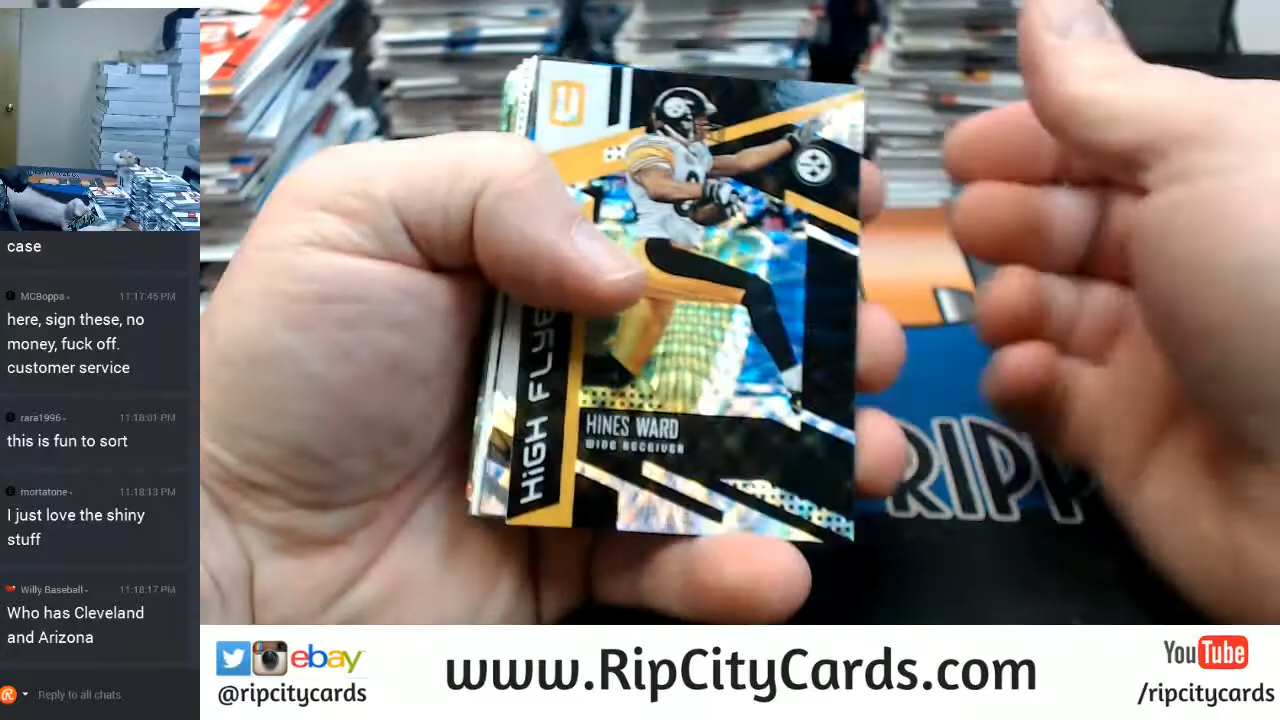 case
MCBoppa - 11:17:45 PM
here, sign these, no
money, fuck off.
customer service
rara1996 - 11:18:01 PM
this is fun to sort
mortatone - 11:18:13 PM
I just love the shiny
stuff
Willy Baseball - 11:18:17 PM
Who has Cleveland
and Arizona
Reply to all chats
HIGH FLYE
HINES WARD
WIDE RECEIVER
RIPP
ebay
@ripcitycards
www.RipCityCards.com
YouTube
/ripcitycards